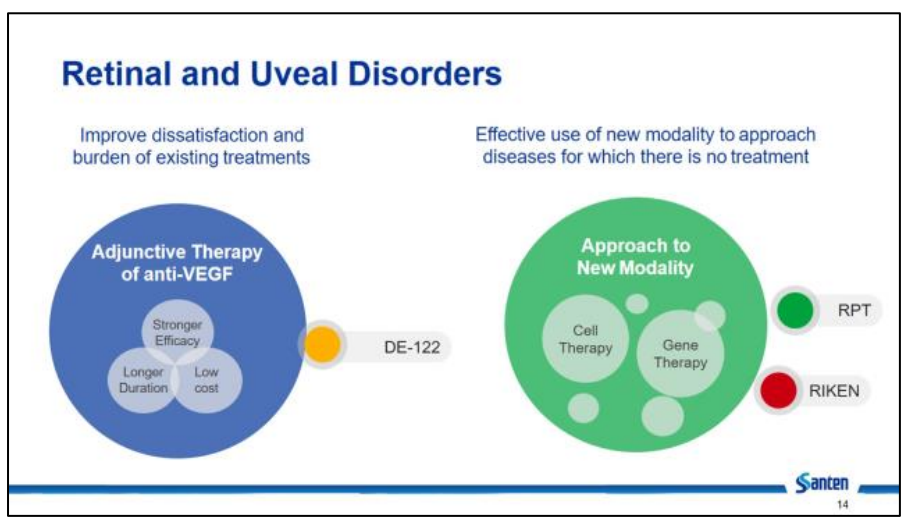 Retinal and Uveal Disorders
Improve dissatisfaction and
burden of existing treatments
Adjunctive Therapy
of anti-VEGF
Stronger
Efficacy
Longer
Duration
Low
cost
DE-122
Effective use of new modality to approach
diseases for which there is no treatment
Approach to
New Modality
Cell
Therapy
Gene
Therapy
RPT
RIKEN
Santen
14